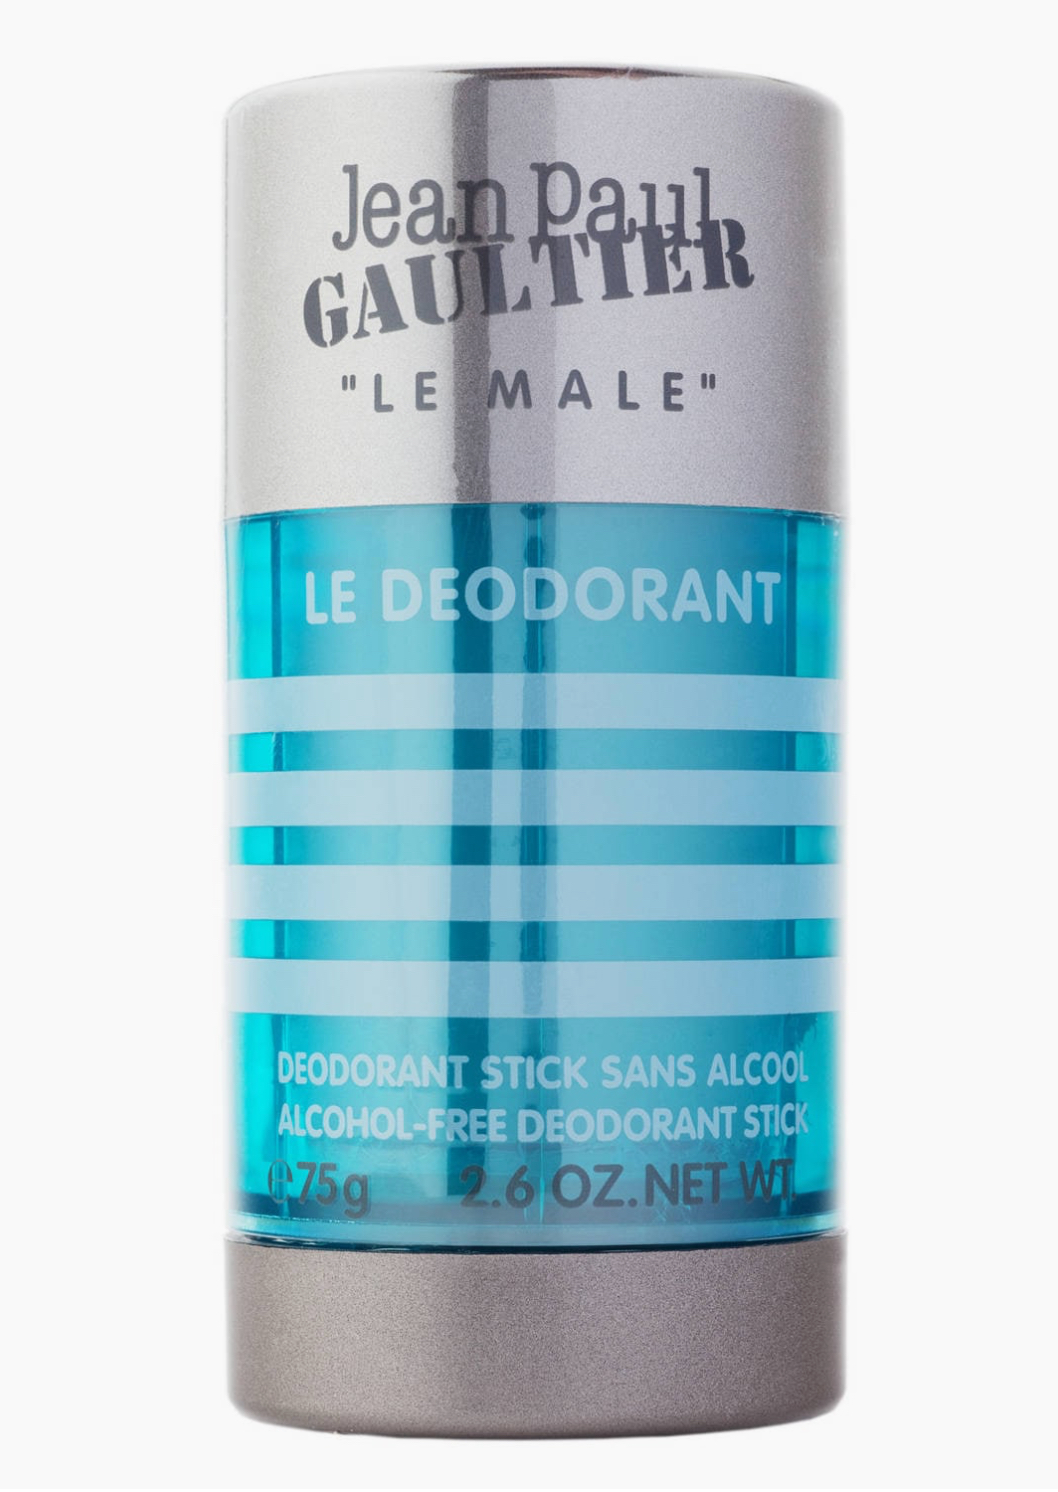 Jean Paul
GAULTIER
"LE MALE"
LE DEODORANT
DEODORANT STICK SANS ALCOOL
ALCOHOL-FREE DEODORANT STICK
℮75g 2.6 OZ.NET WT.